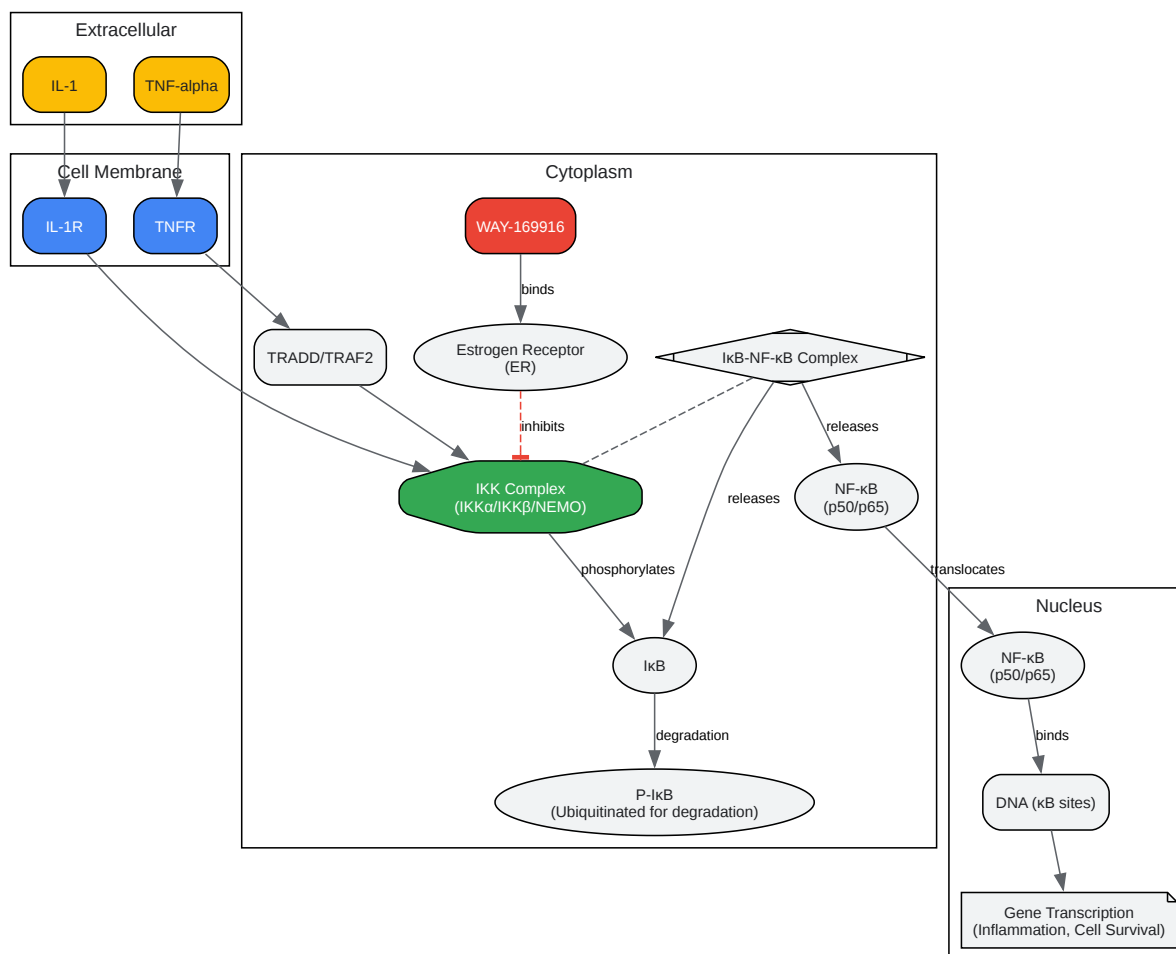 Extracellular
IL-1
TNF-alpha
Cell Membrane
IL-1R
TNFR
Cytoplasm
WAY-169916
binds
TRADD/TRAF2
Estrogen Receptor
(ER)
IκB-NF-κB Complex
inhibits
releases
IKK Complex
(IKKα/IKKβ/NEMO)
releases
NF-κB
(p50/p65)
phosphorylates
translocates
IκB
degradation
P-IκB
(Ubiquitinated for degradation)
Nucleus
NF-κB
(p50/p65)
binds
DNA (κB sites)
Gene Transcription
(Inflammation, Cell Survival)